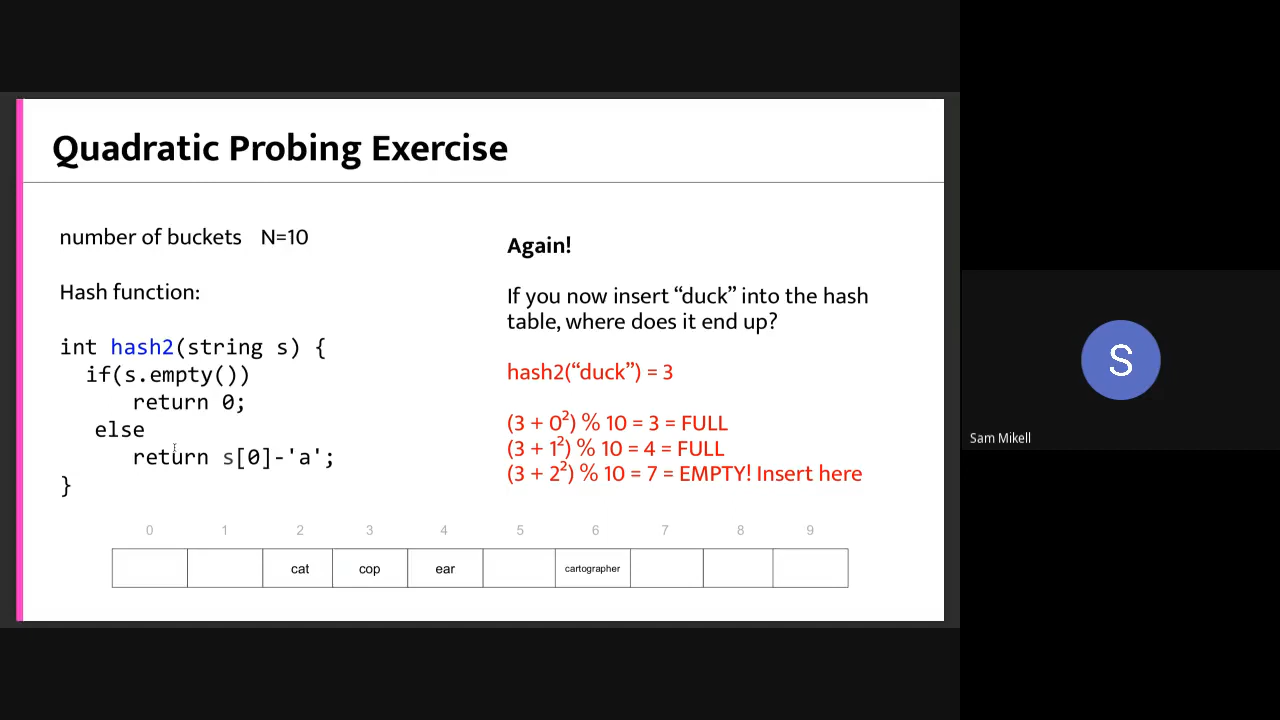 Quadratic Probing Exercise
number of buckets N=10
Hash function:
int hash2(string s) {
if(s.empty())
return 0;
else
return s[0]-'a';
}
Again!
If you now insert “duck” into the hash
table, where does it end up?
hash2(“duck”) = 3
(3 + 0²) % 10 = 3 = FULL
(3 + 1²) % 10 = 4 = FULL
(3 + 2²) % 10 = 7 = EMPTY! Insert here
0 1 2 3 4 5 6 7 8 9
cat cop ear cartographer
S
Sam Mikell